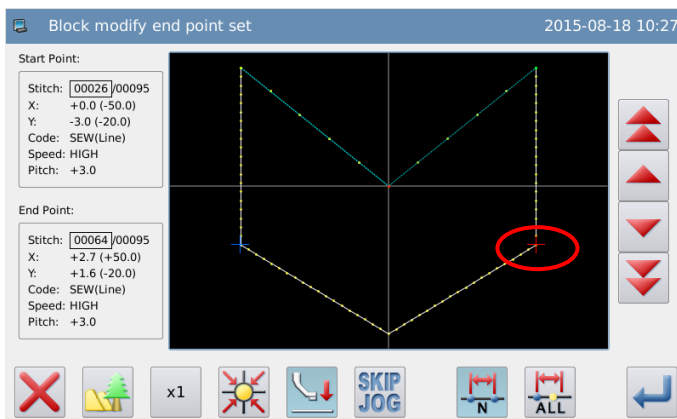 Block modify end point set 2015-08-18 10:27
Start Point:
Stitch: 00026/00095
X: +0.0 (-50.0)
Y: -3.0 (-20.0)
Code: SEW(Line)
Speed: HIGH
Pitch: +3.0
End Point:
Stitch: 00064/00095
X: +2.7 (+50.0)
Y: +1.6 (-20.0)
Code: SEW(Line)
Speed: HIGH
Pitch: +3.0
x1
SKIP
JOG
N
ALL